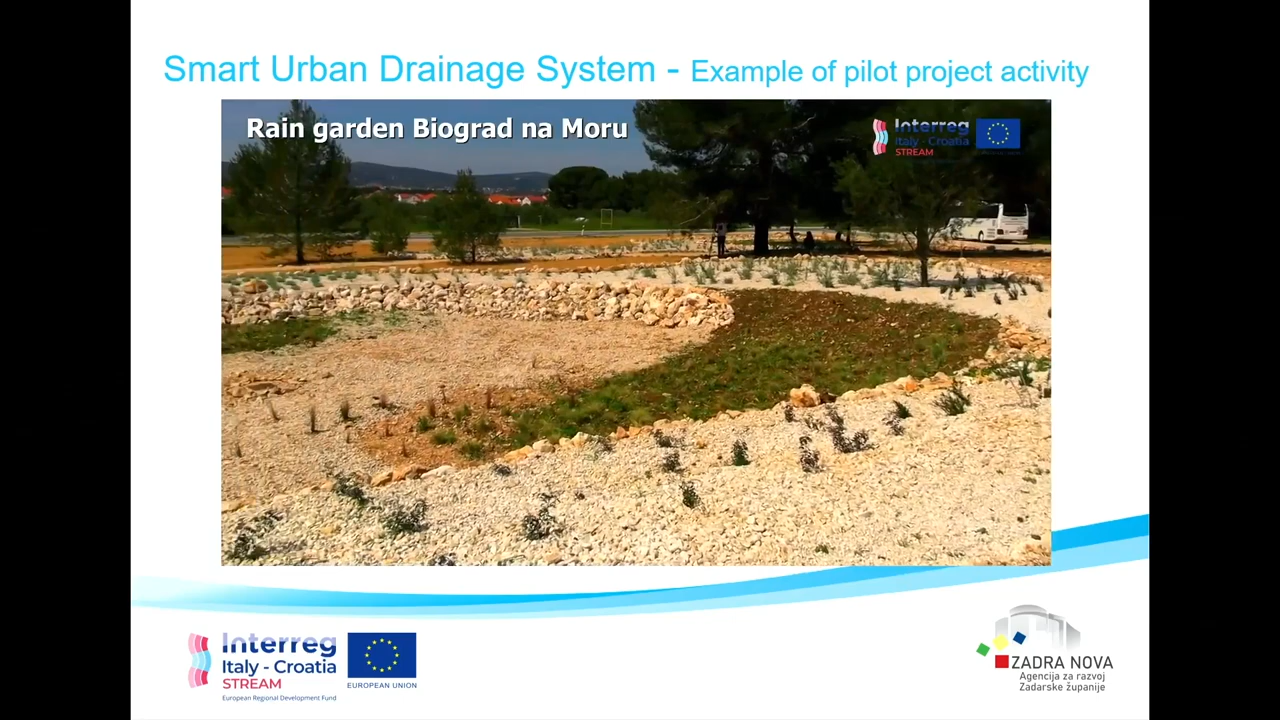 Smart Urban Drainage System - Example of pilot project activity
Rain garden Biograd na Moru
Interreg
Italy - Croatia
STREAM
Interreg
Italy - Croatia
STREAM
European Regional Development Fund
EUROPEAN UNION
ZADRA NOVA
Agencija za razvoj
Zadarske županije